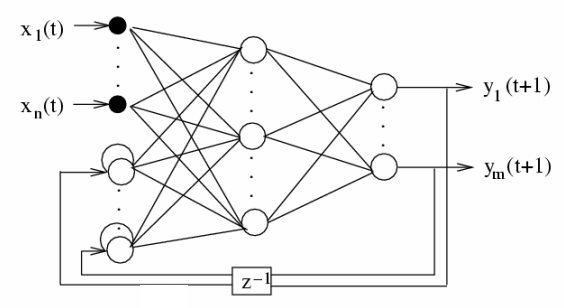 x1(t)
y1(t+1)
xn(t)
ym(t+1)
z−1